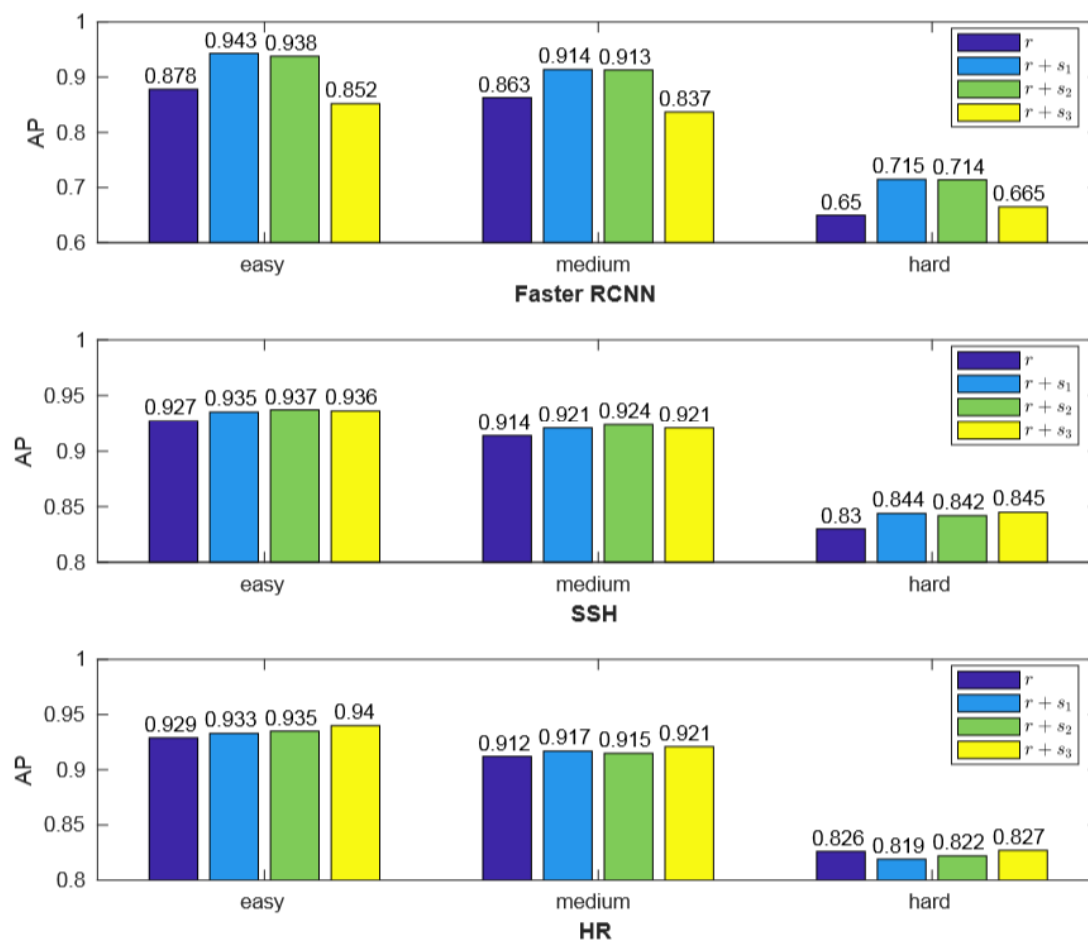 1
0.9
0.8
0.7
0.6
AP
0.878 0.943 0.938 0.852
0.863 0.914 0.913 0.837
0.65 0.715 0.714 0.665
r
r + s₁
r + s₂
r + s₃
easy medium hard
Faster RCNN
1
0.95
0.9
0.85
0.8
AP
0.927 0.935 0.937 0.936
0.914 0.921 0.924 0.921
0.83 0.844 0.842 0.845
r
r + s₁
r + s₂
r + s₃
easy medium hard
SSH
1
0.95
0.9
0.85
0.8
AP
0.929 0.933 0.935 0.94
0.912 0.917 0.915 0.921
0.826 0.819 0.822 0.827
r
r + s₁
r + s₂
r + s₃
easy medium hard
HR